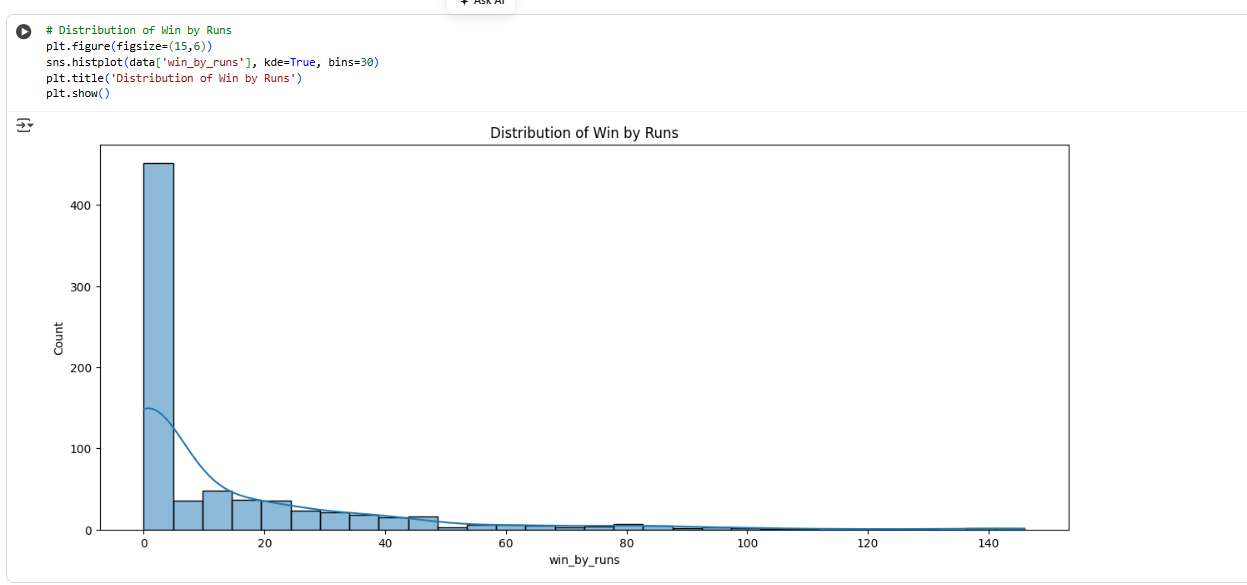 Ask AI
# Distribution of Win by Runs
plt.figure(figsize=(15,6))
sns.histplot(data['win_by_runs'], kde=True, bins=30)
plt.title('Distribution of Win by Runs')
plt.show()
Distribution of Win by Runs
Count
400
300
200
100
0
0 20 40 60 80 100 120 140
win_by_runs